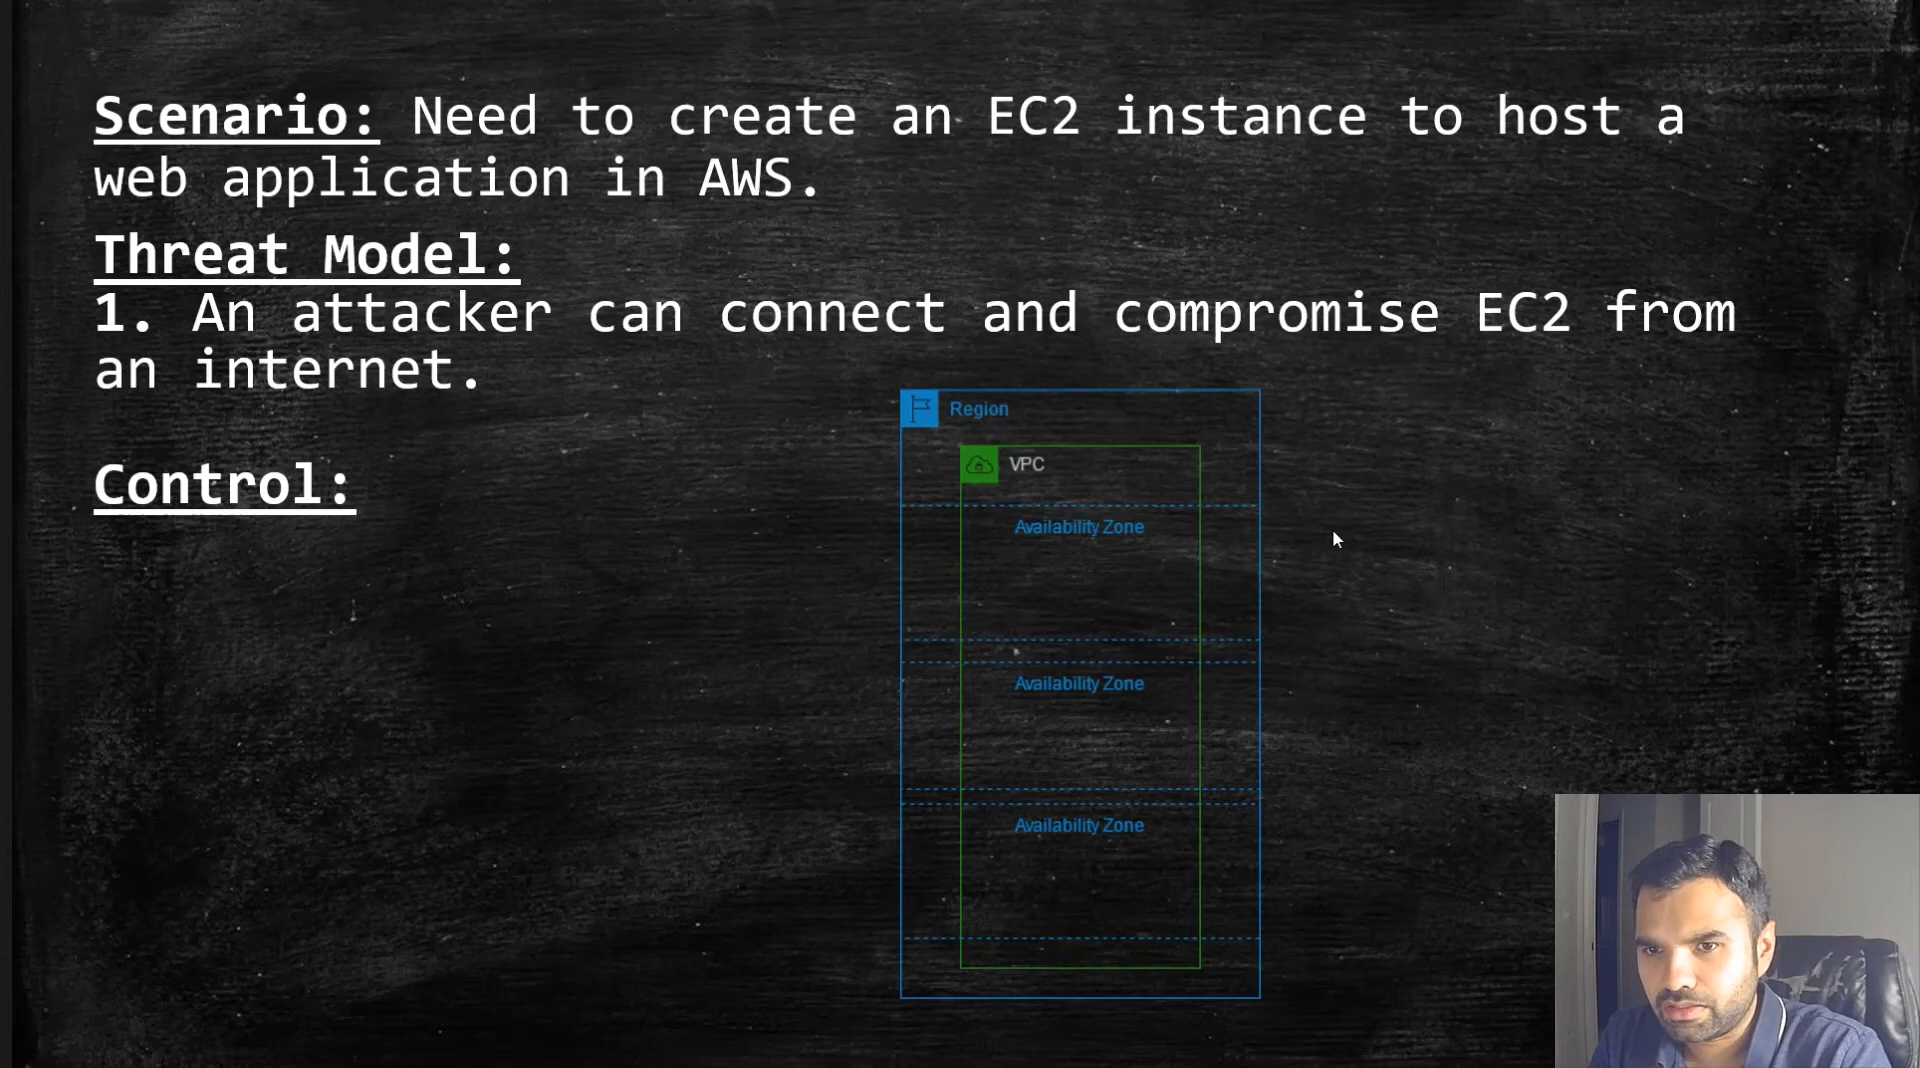 Scenario: Need to create an EC2 instance to host a
web application in AWS.
Threat Model:
1. An attacker can connect and compromise EC2 from
an internet.
Control:
Region
VPC
Availability Zone
Availability Zone
Availability Zone